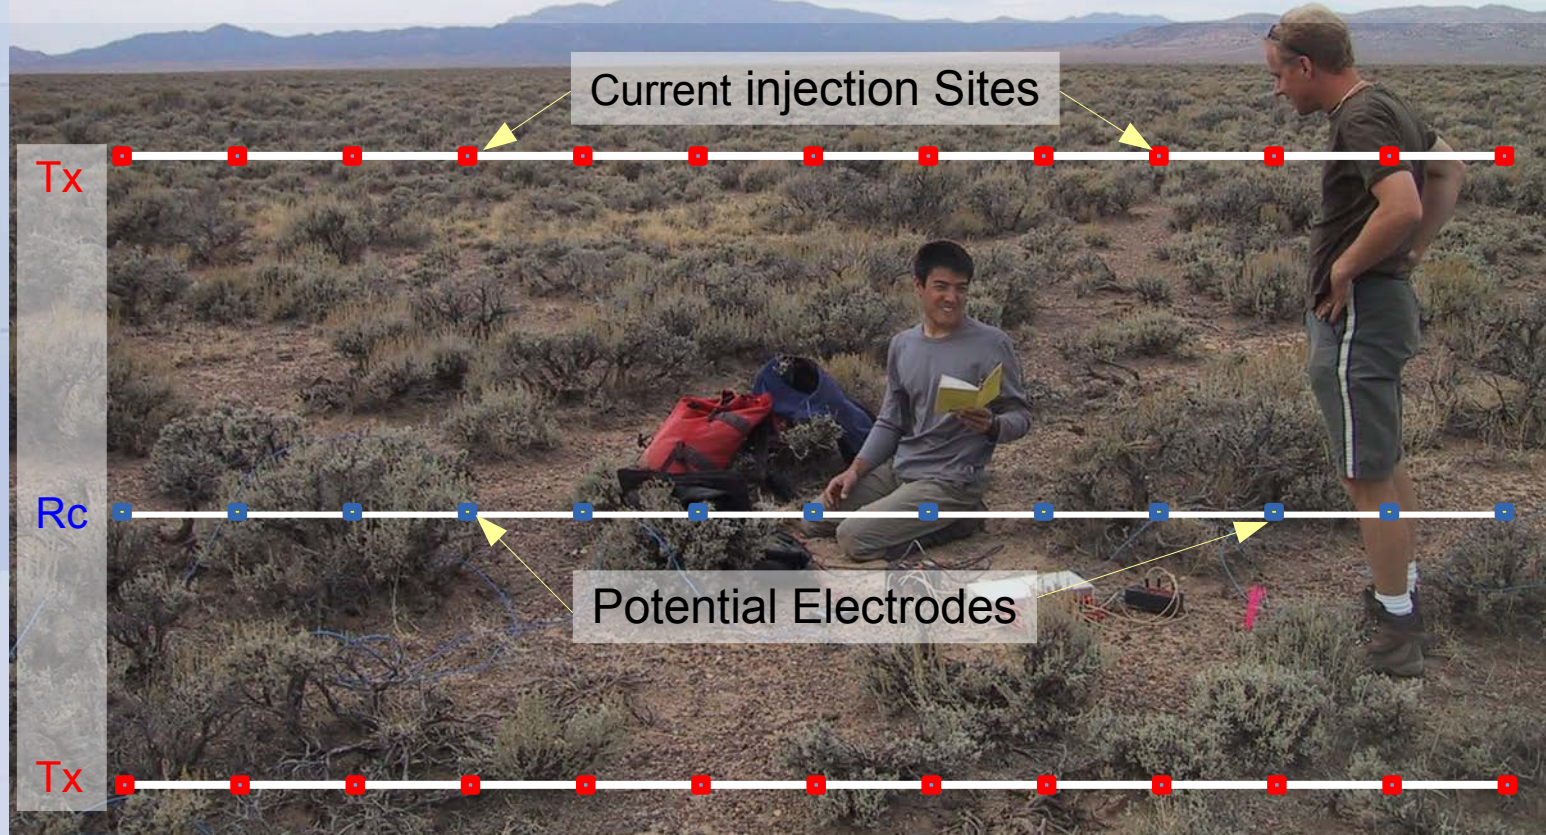 Current injection Sites
Tx
Rc
Potential Electrodes
Tx